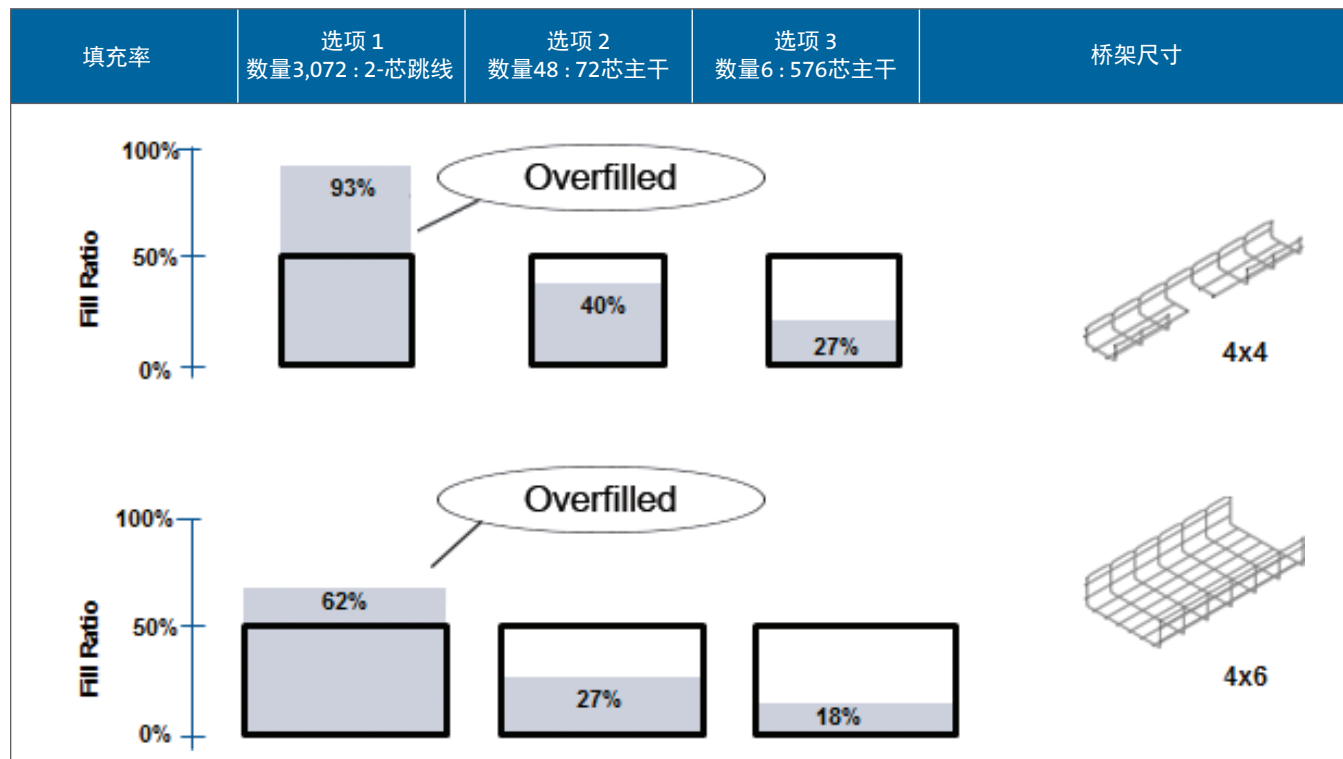 填充率
选项 1
数量3,072 : 2-芯跳线
选项 2
数量48 : 72芯主干
选项 3
数量6 : 576芯主干
桥架尺寸
100%
50%
0%
Fill Ratio
93%
Overfilled
40%
27%
4x4
100%
50%
0%
Fill Ratio
62%
Overfilled
27%
18%
4x6